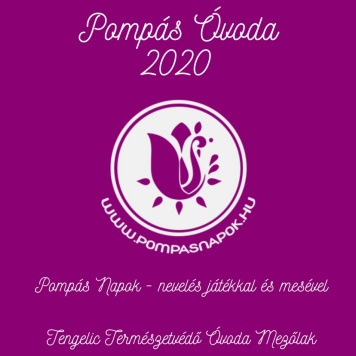 Pompás Óvoda
2020
WWW.POMPASNAPOK.HU
Pompás Napok - nevelés játékkal és mesével
Tengelic Természetvédő Óvoda Mezőlak